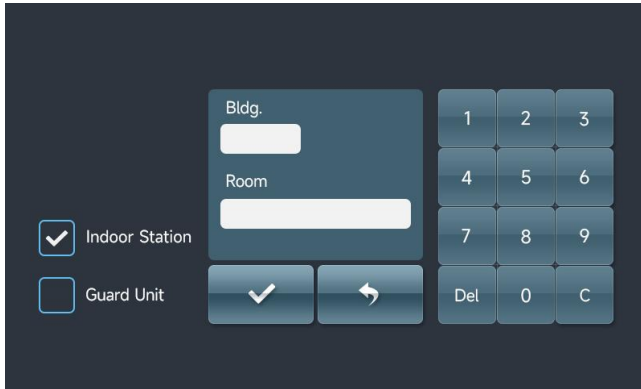 Bldg.
Room
Indoor Station
Guard Unit
1 2 3
4 5 6
7 8 9
Del 0 C